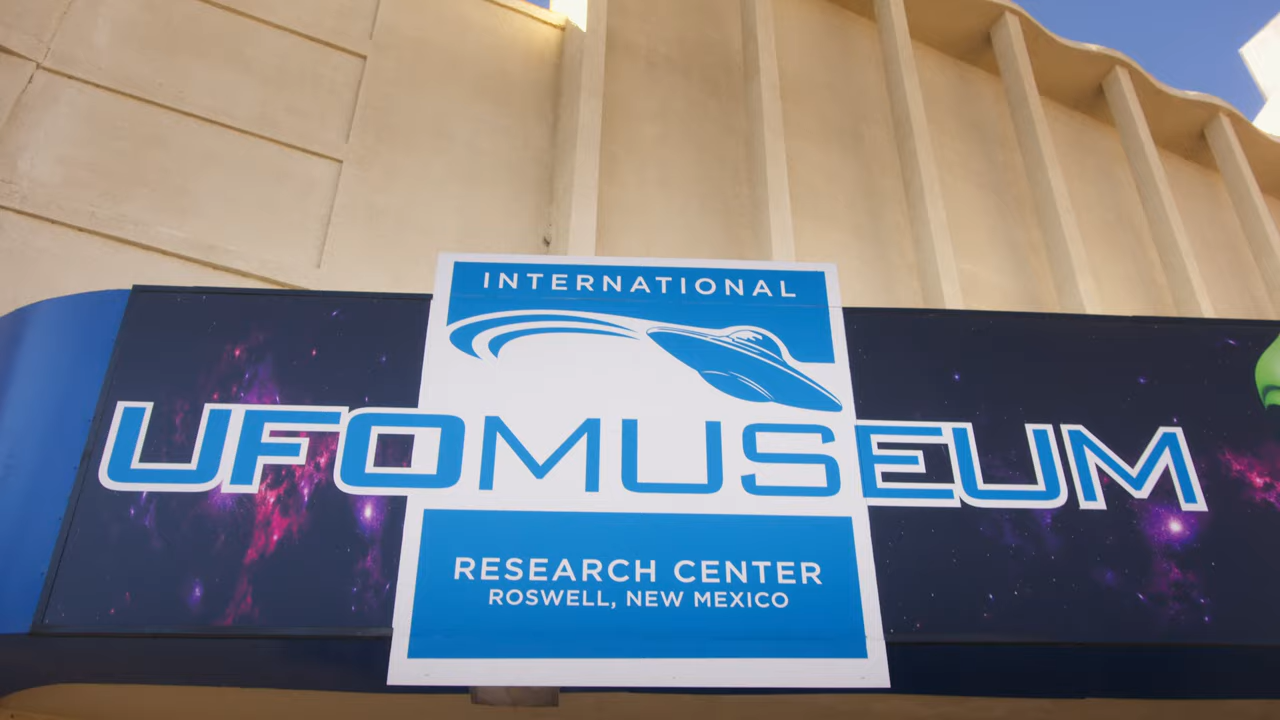 INTERNATIONAL
UFOMUSEUM
RESEARCH CENTER
ROSWELL, NEW MEXICO